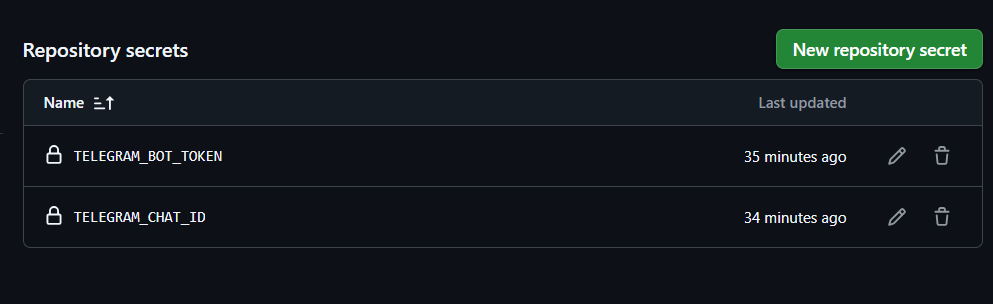 Repository secrets
New repository secret
Name
Last updated
TELEGRAM_BOT_TOKEN
35 minutes ago
TELEGRAM_CHAT_ID
34 minutes ago